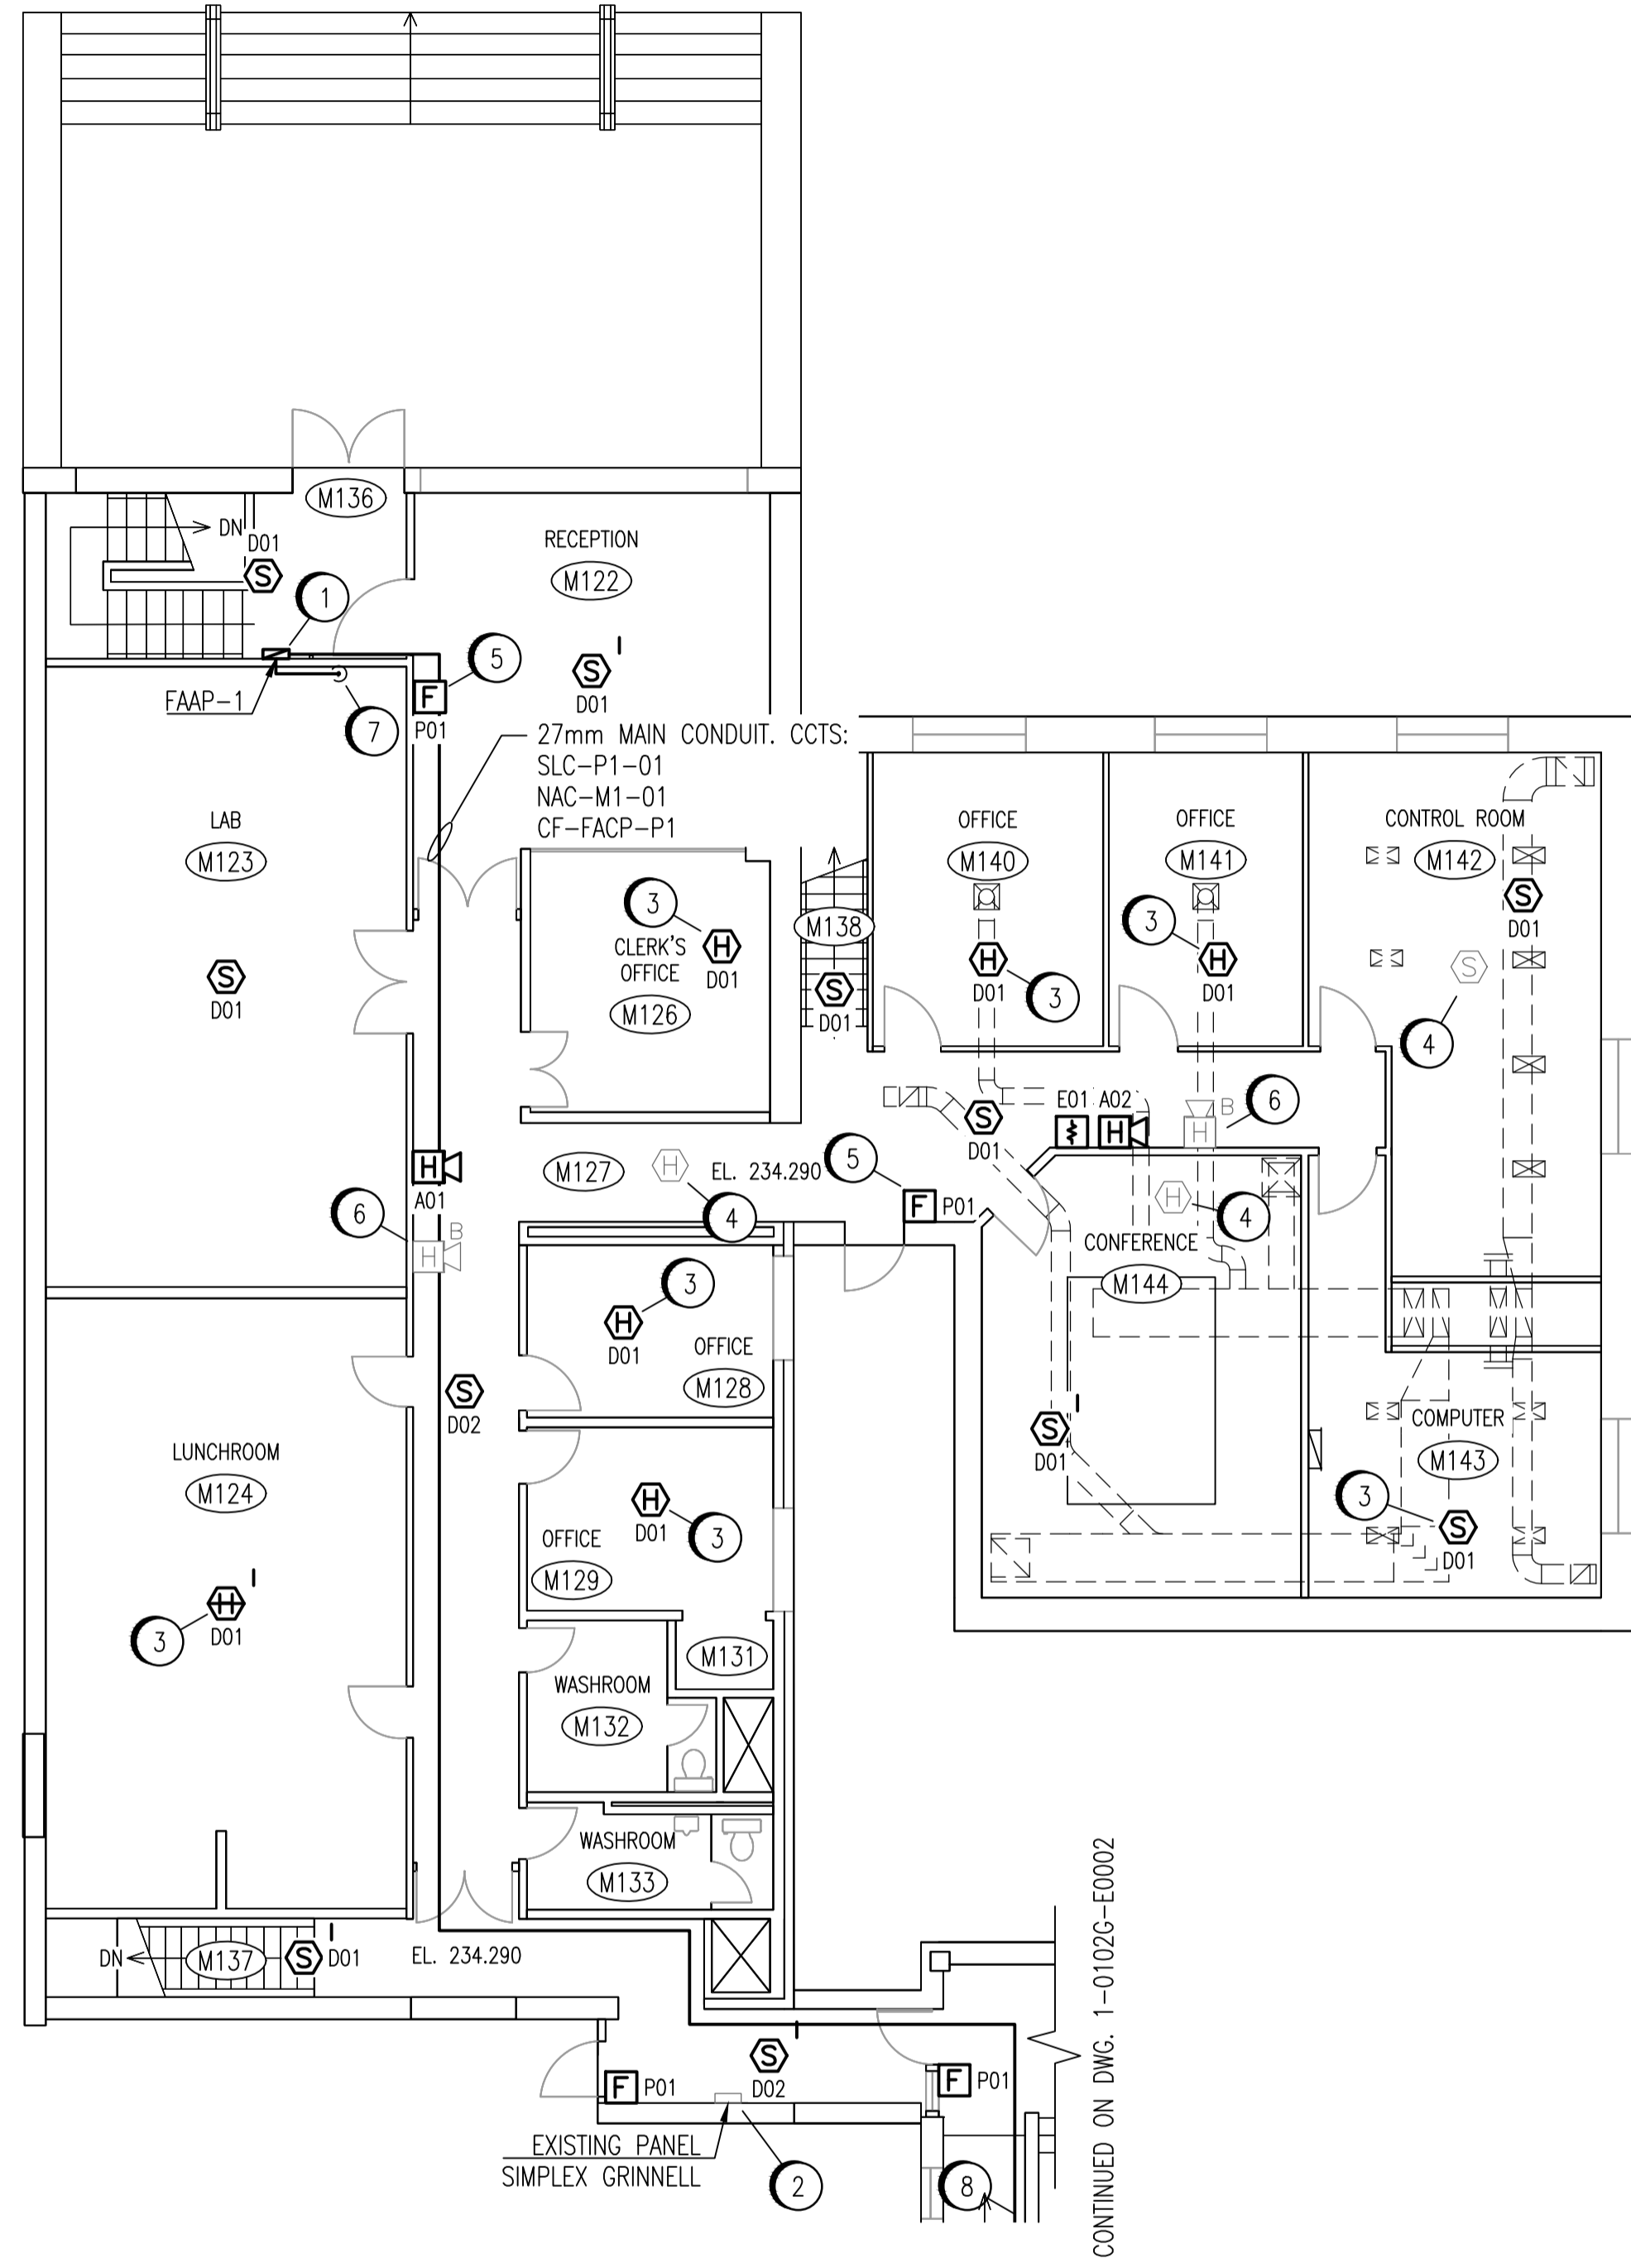 M136
DN
D01
S
1
RECEPTION
M122
5
S
D01
F
P01
FAAP-1
7
27mm MAIN CONDUIT. CCTS:
SLC-P1-01
NAC-M1-01
CF-FACP-P1
LAB
M123
S
D01
3
CLERK'S
OFFICE
M126
H
D01
M138
S
D01
OFFICE
M140
H
D01
3
OFFICE
M141
3
H
D01
CONTROL ROOM
M142
S
D01
S
4
S
D01
E01
A02
H
H
B
6
M127
H
EL. 234.290
4
5
F
P01
H
A01
6
H
B
H
4
CONFERENCE
M144
3
H
D01
OFFICE
M128
S
D02
S
D01
COMPUTER
M143
3
S
D01
LUNCHROOM
M124
H
D01
3
H
D01
3
OFFICE
M129
M131
WASHROOM
M132
WASHROOM
M133
DN
M137
S
D01
EL. 234.290
S
D02
F
P01
F
P01
EXISTING PANEL
SIMPLEX GRINNELL
2
8
CONTINUED ON DWG. 1-0102G-E0002